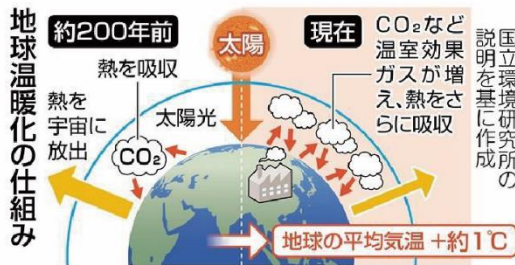 地球温暖化の仕組み
約200年前
熱を吸収
熱を
宇宙に
放出
CO₂
太陽
太陽光
現在
CO₂など
温室効果
ガスが増
え、熱をさ
らに吸収
国立環境研究所の
説明を基に作成
地球の平均気温 +約1℃